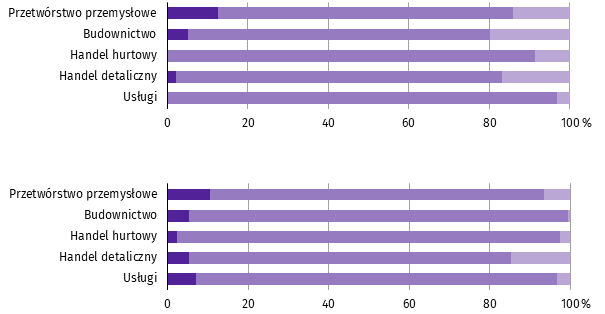 Przetwórstwo przemysłowe
Budownictwo
Handel hurtowy
Handel detaliczny
Usługi
0 20 40 60 80 100 %
Przetwórstwo przemysłowe
Budownictwo
Handel hurtowy
Handel detaliczny
Usługi
0 20 40 60 80 100 %